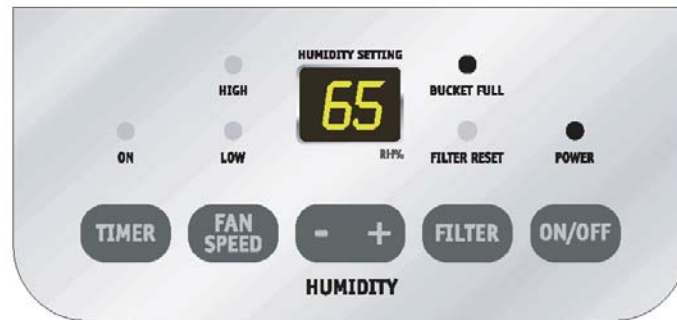 HUMIDITY SETTING
65
RH%
HIGH
BUCKET FULL
ON
LOW
FILTER RESET
POWER
TIMER
FAN
SPEED
- +
FILTER
ON/OFF
HUMIDITY